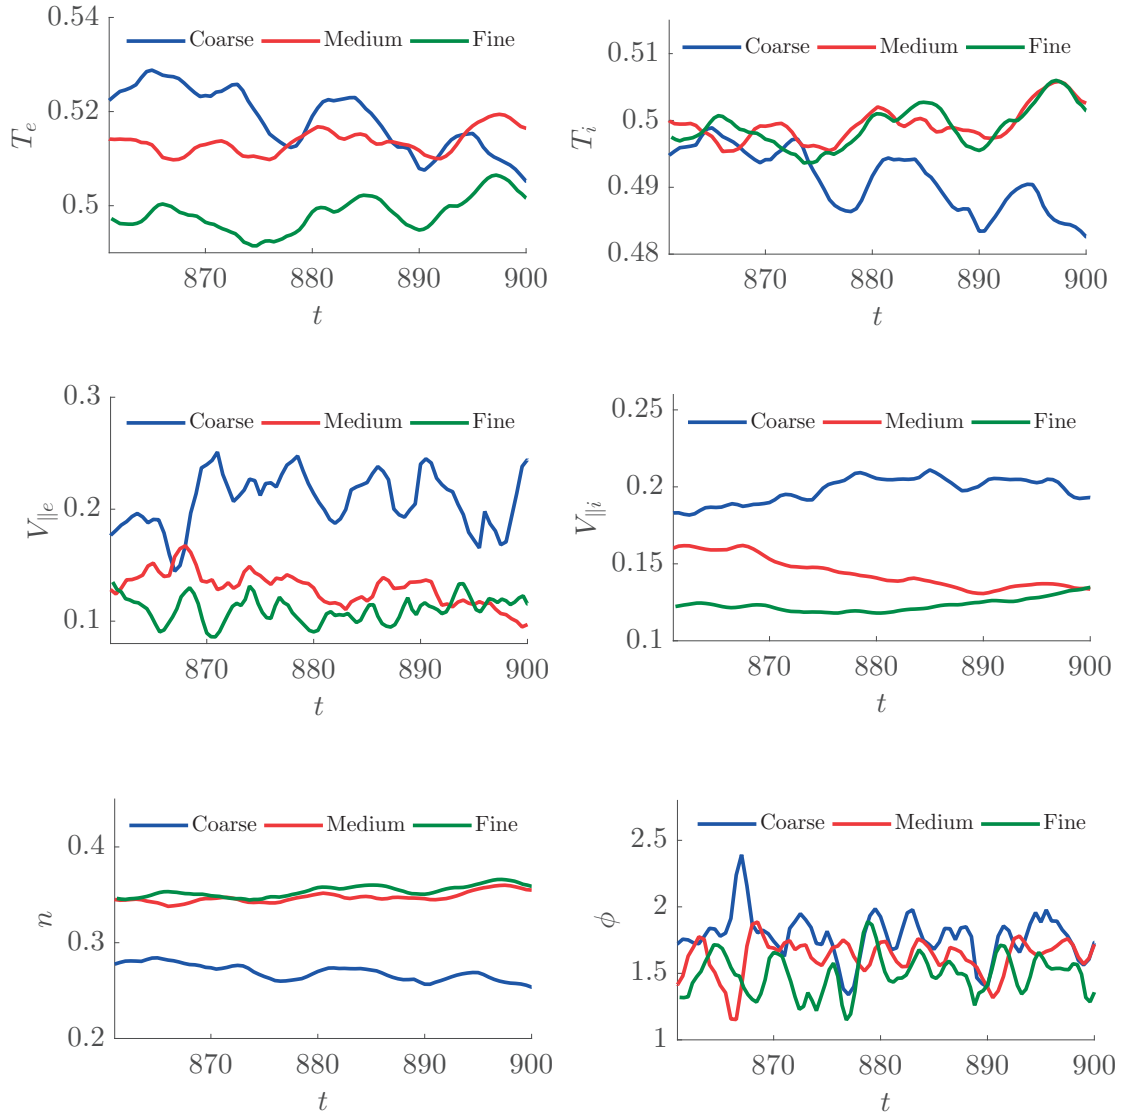 0.54
Coarse Medium Fine
0.52
T_e
0.5
870 880 890 900
t
0.51
Coarse Medium Fine
0.5
T_i
0.49
0.48
870 880 890 900
t
0.3
Coarse Medium Fine
0.2
V_{∥e}
0.1
870 880 890 900
t
0.25
Coarse Medium Fine
0.2
V_{∥i}
0.15
0.1
870 880 890 900
t
Coarse Medium Fine
0.4
n
0.3
0.2
870 880 890 900
t
Coarse Medium Fine
2.5
2
ϕ
1.5
1
870 880 890 900
t